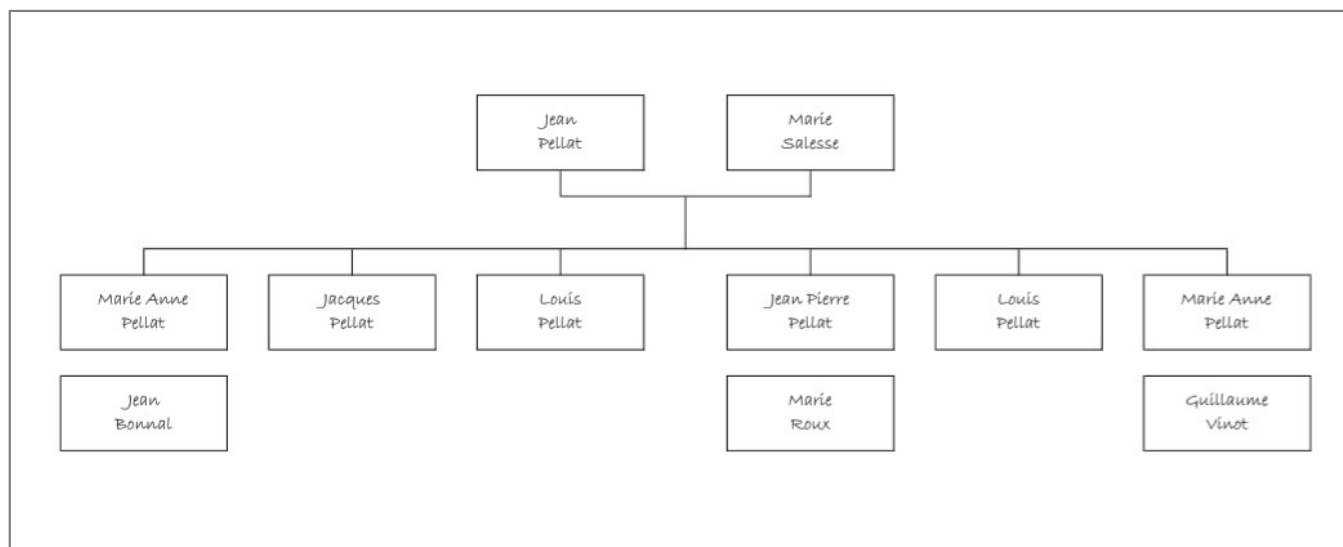 Jean
Pellat
Marie
Salesse
Marie Anne
Pellat
Jacques
Pellat
Louis
Pellat
Jean Pierre
Pellat
Louis
Pellat
Marie Anne
Pellat
Jean
Bonnal
Marie
Roux
Guillaume
Vinot